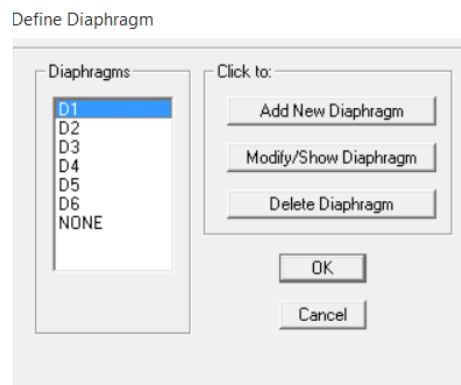 Define Diaphragm
Diaphragms
D1
D2
D3
D4
D5
D6
NONE
Click to:
Add New Diaphragm
Modify/Show Diaphragm
Delete Diaphragm
OK
Cancel